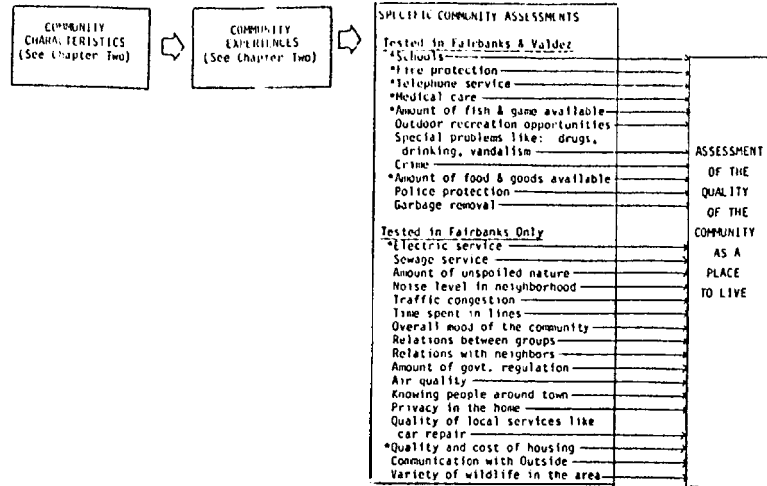 COMMUNITY
CHARACTERISTICS
(See Chapter Two)
COMMUNITY
EXPERIENCES
(See Chapter Two)
SPECIFIC COMMUNITY ASSESSMENTS
Tested in Fairbanks & Valdez
*Schools
*Fire protection
*Telephone service
*Medical care
*Amount of fish & game available
Outdoor recreation opportunities
Special problems like: drugs,
drinking, vandalism
Crime
*Amount of food & goods available
Police protection
Garbage removal
Tested in Fairbanks Only
*Electric service
Sewage service
Amount of unspoiled nature
Noise level in neighborhood
Traffic congestion
Time spent in lines
Overall mood of the community
Relations between groups
Relations with neighbors
Amount of govt. regulation
Air quality
Knowing people around town
Privacy in the home
Quality of local services like
car repair
*Quality and cost of housing
Communication with Outside
Variety of wildlife in the area
ASSESSMENT
OF THE
QUALITY
OF THE
COMMUNITY
AS A
PLACE
TO LIVE